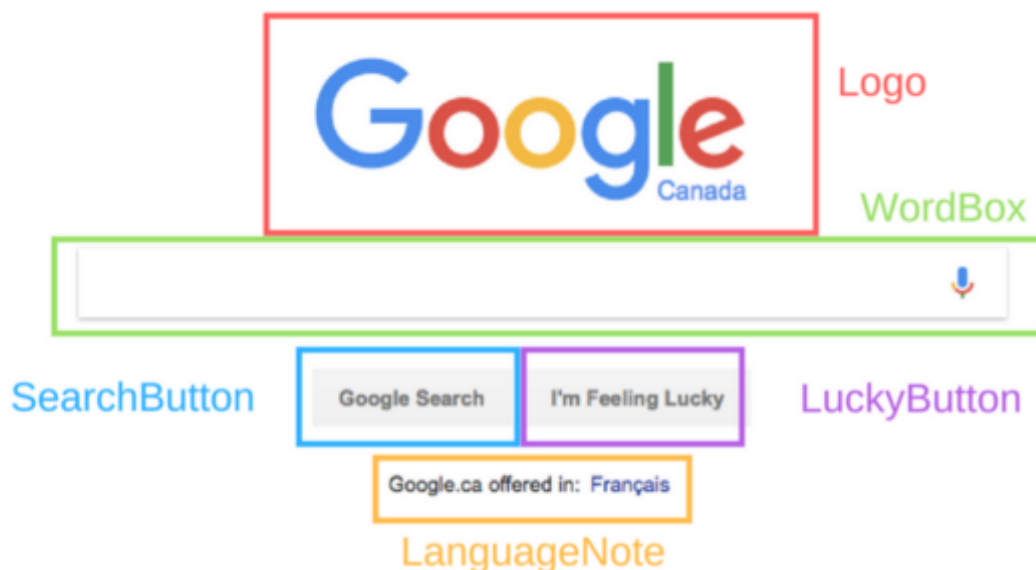 Google
Logo
Canada
WordBox
SearchButton
Google Search
I'm Feeling Lucky
LuckyButton
Google.ca offered in: Français
LanguageNote